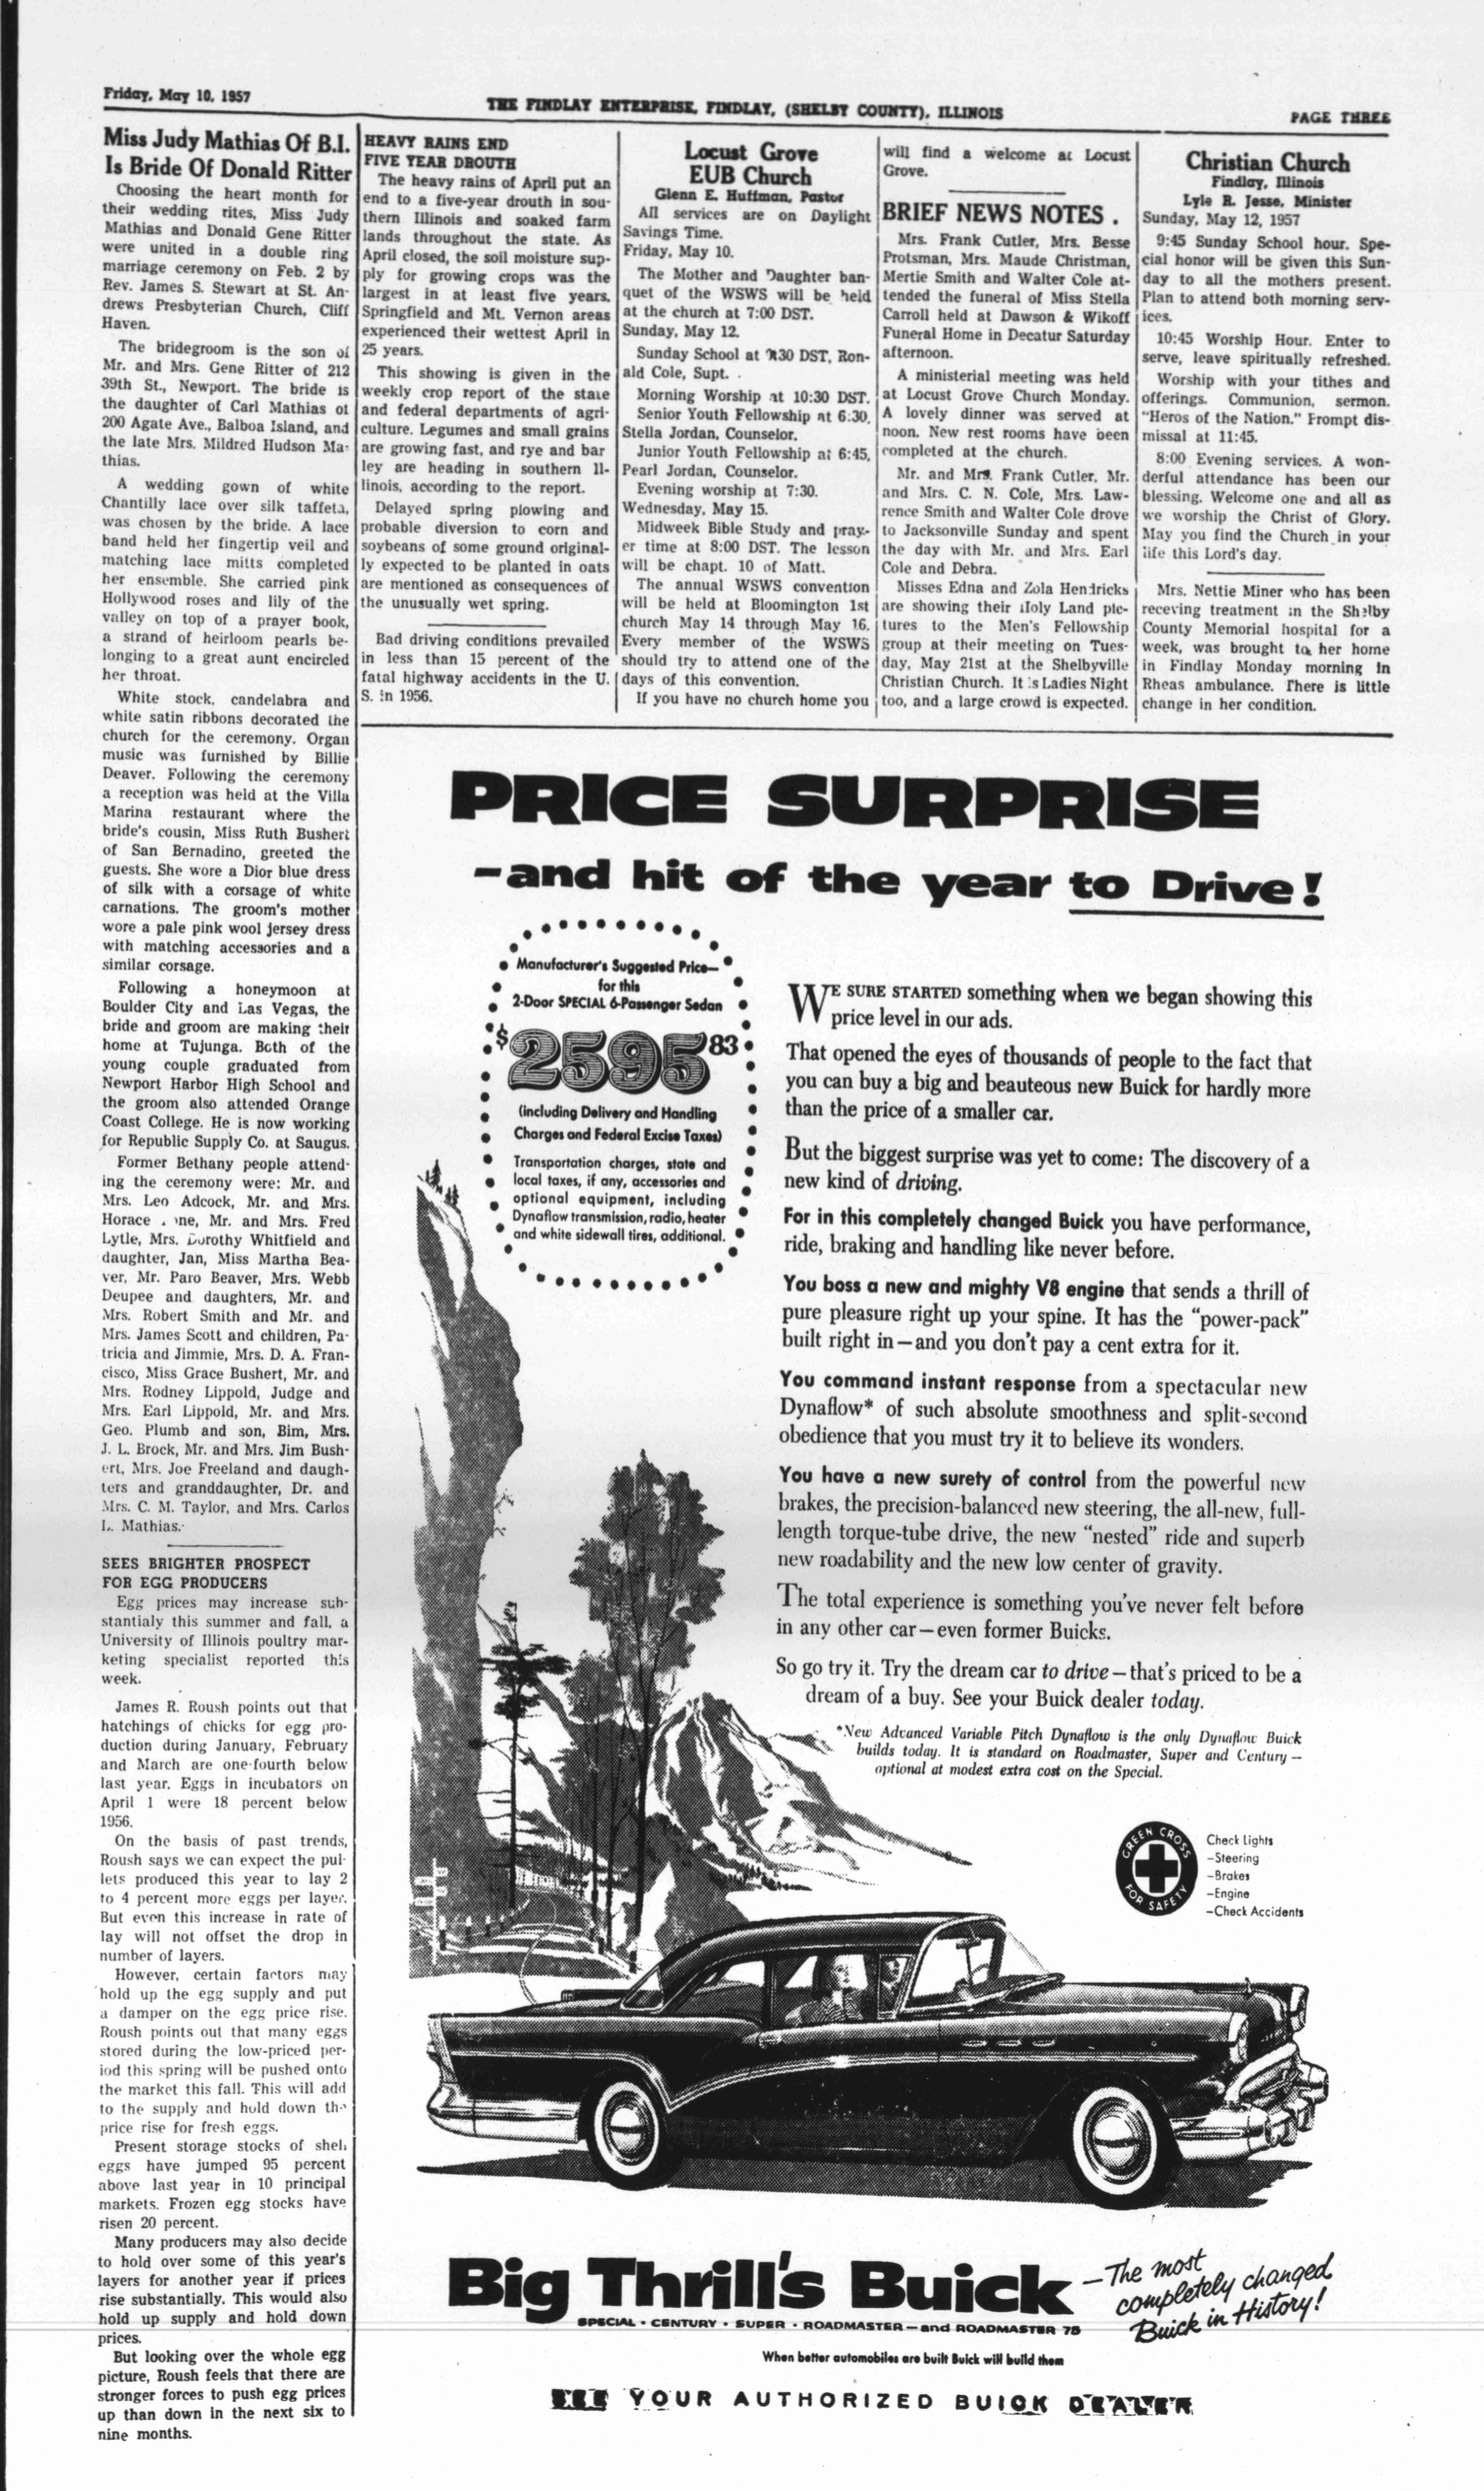 Friday, May 10, 1957
THE FINDLAY ENTERPRISE, FINDLAY, (SHELBY COUNTY), ILLINOIS
PAGE THREE
Miss Judy Mathias Of B.I.
Is Bride Of Donald Ritter
Choosing the heart month for
their wedding rites, Miss Judy
Mathias and Donald Gene Ritter
were united in a double ring
marriage ceremony on Feb. 2 by
Rev. James S. Stewart at St. An-
drews Presbyterian Church, Cliff
Haven.
The bridegroom is the son of
Mr. and Mrs. Gene Ritter of 212
39th St., Newport. The bride is
the daughter of Carl Mathias of
200 Agate Ave., Balboa Island, and
the late Mrs. Mildred Hudson Ma-
thias.
A wedding gown of white
Chantilly lace over silk taffeta,
was chosen by the bride. A lace
band held her fingertip veil and
matching lace mitts completed
her ensemble. She carried pink
Hollywood roses and lily of the
valley on top of a prayer book,
a strand of heirloom pearls be-
longing to a great aunt encircled
her throat.
White stock, candelabra and
white satin ribbons decorated the
church for the ceremony. Organ
music was furnished by Billie
Deaver. Following the ceremony
a reception was held at the Villa
Marina restaurant where the
bride's cousin, Miss Ruth Bushert
of San Bernadino, greeted the
guests. She wore a Dior blue dress
of silk with a corsage of white
carnations. The groom's mother
wore a pale pink wool jersey dress
with matching accessories and a
similar corsage.
Following a honeymoon at
Boulder City and Las Vegas, the
bride and groom are making their
home at Tujunga. Both of the
young couple graduated from
Newport Harbor High School and
the groom also attended Orange
Coast College. He is now working
for Republic Supply Co. at Saugus.
Former Bethany people attend-
ing the ceremony were: Mr. and
Mrs. Leo Adcock, Mr. and Mrs.
Horace, Mr. and Mrs. Fred
Lytle, Mrs. Dorothy Whitfield and
daughter, Jan, Miss Martha Bea-
ver, Mr. Paro Beaver, Mrs. Webb
Deupee and daughters, Mr. and
Mrs. Robert Smith and Mr. and
Mrs. James Scott and children, Pa-
tricia and Jimmie, Mrs. D. A. Fran-
cisco, Miss Grace Bushert, Mr. and
Mrs. Rodney Lippold, Judge and
Mrs. Earl Lippold, Mr. and Mrs.
Geo. Plumb and son, Bim, Mrs.
J. L. Brock, Mr. and Mrs. Jim Bush-
ert, Mrs. Joe Freeland and daugh-
ters and granddaughter, Dr. and
Mrs. C. M. Taylor, and Mrs. Carlos
L. Mathias.
SEES BRIGHTER PROSPECT
FOR EGG PRODUCERS
Egg prices may increase sub-
stantialy this summer and fall, a
University of Illinois poultry mar-
keting specialist reported this
week.
James R. Roush points out that
hatchings of chicks for egg pro-
duction during January, February
and March are one-fourth below
last year. Eggs in incubators on
April 1 were 18 percent below
1956.
On the basis of past trends,
Roush says we can expect the pul-
lets produced this year to lay 2
to 4 percent more eggs per layer.
But even this increase in rate of
lay will not offset the drop in
number of layers.
However, certain factors may
hold up the egg supply and put
a damper on the egg price rise.
Roush points out that many eggs
stored during the low-priced per-
iod this spring will be pushed onto
the market this fall. This will add
to the supply and hold down the
price rise for fresh eggs.
Present storage stocks of shell
eggs have jumped 95 percent
above last year in 10 principal
markets. Frozen egg stocks have
risen 20 percent.
Many producers may also decide
to hold over some of this year's
layers for another year if prices
rise substantially. This would also
hold up supply and hold down
prices.
But looking over the whole egg
picture, Roush feels that there are
stronger forces to push egg prices
up than down in the next six to
nine months.
HEAVY RAINS END
FIVE YEAR DROUTH
The heavy rains of April put an
end to a five-year drouth in sou-
thern Illinois and soaked farm
lands throughout the state. As
April closed, the soil moisture sup-
ply for growing crops was the
largest in at least five years.
Springfield and Mt. Vernon areas
experienced their wettest April in
25 years.
This showing is given in the
weekly crop report of the state
and federal departments of agri-
culture. Legumes and small grains
are growing fast, and rye and bar
ley are heading in southern Il-
linois, according to the report.
Delayed spring plowing and
probable diversion to corn and
soybeans of some ground original-
ly expected to be planted in oats
are mentioned as consequences of
the unusually wet spring.
Bad driving conditions prevailed
in less than 15 percent of the
fatal highway accidents in the U.
S. in 1956.
Locust Grove
EUB Church
Glenn E. Huffman, Pastor
All services are on Daylight
Savings Time.
Friday, May 10.
The Mother and Daughter ban-
quet of the WSWS will be held
at the church at 7:00 DST.
Sunday, May 12.
Sunday School at 30 DST, Ron-
ald Cole, Supt.
Morning Worship at 10:30 DST.
Senior Youth Fellowship at 6:30,
Stella Jordan, Counselor.
Junior Youth Fellowship at 6:45,
Pearl Jordan, Counselor.
Evening worship at 7:30.
Wednesday, May 15.
Midweek Bible Study and pray-
er time at 8:00 DST. The lesson
will be chapt. 10 of Matt.
The annual WSWS convention
will be held at Bloomington 1st
church May 14 through May 16.
Every member of the WSWS
should try to attend one of the
days of this convention.
If you have no church home you
will find a welcome at Locust
Grove.
BRIEF NEWS NOTES .
Mrs. Frank Cutler, Mrs. Besse
Protsman, Mrs. Maude Christman,
Mertie Smith and Walter Cole at-
tended the funeral of Miss Stella
Carroll held at Dawson & Wikoff
Funeral Home in Decatur Saturday
afternoon.
A ministerial meeting was held
at Locust Grove Church Monday.
A lovely dinner was served at
noon. New rest rooms have been
completed at the church.
Mr. and Mrs. Frank Cutler, Mr.
and Mrs. C. N. Cole, Mrs. Law-
rence Smith and Walter Cole drove
to Jacksonville Sunday and spent
the day with Mr. and Mrs. Earl
Cole and Debra.
Misses Edna and Zola Hendricks
are showing their Holy Land pic-
tures to the Men's Fellowship
group at their meeting on Tues-
day, May 21st at the Shelbyville
Christian Church. It is Ladies Night
too, and a large crowd is expected.
Christian Church
Findlay, Illinois
Lyle R. Jesse, Minister
Sunday, May 12, 1957
9:45 Sunday School hour. Spe-
cial honor will be given this Sun-
day to all the mothers present.
Plan to attend both morning serv-
ices.
10:45 Worship Hour. Enter to
serve, leave spiritually refreshed.
Worship with your tithes and
offerings. Communion, sermon.
"Heros of the Nation." Prompt dis-
missal at 11:45.
8:00 Evening services. A won-
derful attendance has been our
blessing. Welcome one and all as
we worship the Christ of Glory.
May you find the Church in your
life this Lord's day.
Mrs. Nettie Miner who has been
receving treatment in the Shelby
County Memorial hospital for a
week, was brought to her home
in Findlay Monday morning in
Rheas ambulance. There is little
change in her condition.
PRICE SURPRISE
-and hit of the year to Drive!
Manufacturer's Suggested Price—
for this
2-Door SPECIAL 6-Passenger Sedan
$2595 83
(including Delivery and Handling
Charges and Federal Excise Taxes)
Transportation charges, state and
local taxes, if any, accessories and
optional equipment, including
Dynaflow transmission, radio, heater
and white sidewall tires, additional.
WE SURE STARTED something when we began showing this
price level in our ads.
That opened the eyes of thousands of people to the fact that
you can buy a big and beauteous new Buick for hardly more
than the price of a smaller car.
But the biggest surprise was yet to come: The discovery of a
new kind of driving.
For in this completely changed Buick you have performance,
ride, braking and handling like never before.
You boss a new and mighty V8 engine that sends a thrill of
pure pleasure right up your spine. It has the "power-pack"
built right in—and you don't pay a cent extra for it.
You command instant response from a spectacular new
Dynaflow* of such absolute smoothness and split-second
obedience that you must try it to believe its wonders.
You have a new surety of control from the powerful new
brakes, the precision-balanced new steering, the all-new, full-
length torque-tube drive, the new "nested" ride and superb
new roadability and the new low center of gravity.
The total experience is something you've never felt before
in any other car—even former Buicks.
So go try it. Try the dream car to drive—that's priced to be a
dream of a buy. See your Buick dealer today.
*New Advanced Variable Pitch Dynaflow is the only Dynaflow Buick
builds today. It is standard on Roadmaster, Super and Century—
optional at modest extra cost on the Special.
GREEN CROSS
FOR SAFETY
Check Lights
-Steering
-Brakes
-Engine
-Check Accidents
Big Thrill's Buick
—The most
completely changed
Buick in History!
SPECIAL • CENTURY • SUPER • ROADMASTER—and ROADMASTER 75
When better automobiles are built Buick will build them
SEE YOUR AUTHORIZED BUICK DEALER